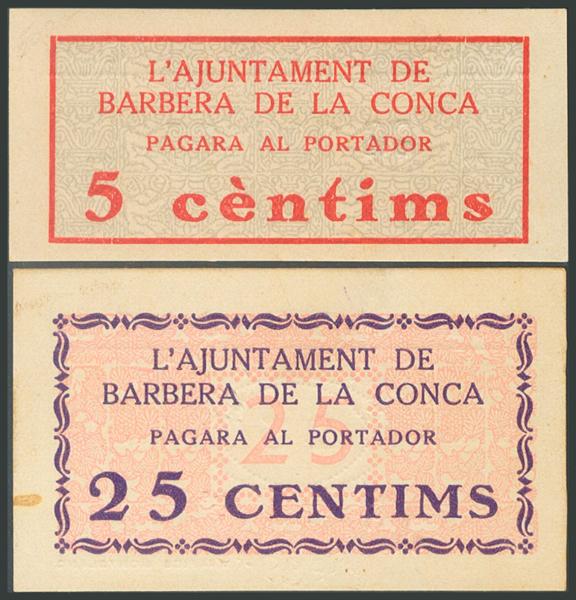 L'AJUNTAMENT DE
BARBERA DE LA CONCA
PAGARA AL PORTADOR
5 cèntims
L'AJUNTAMENT DE
BARBERA DE LA CONCA
25
PAGARA AL PORTADOR
25 CENTIMS